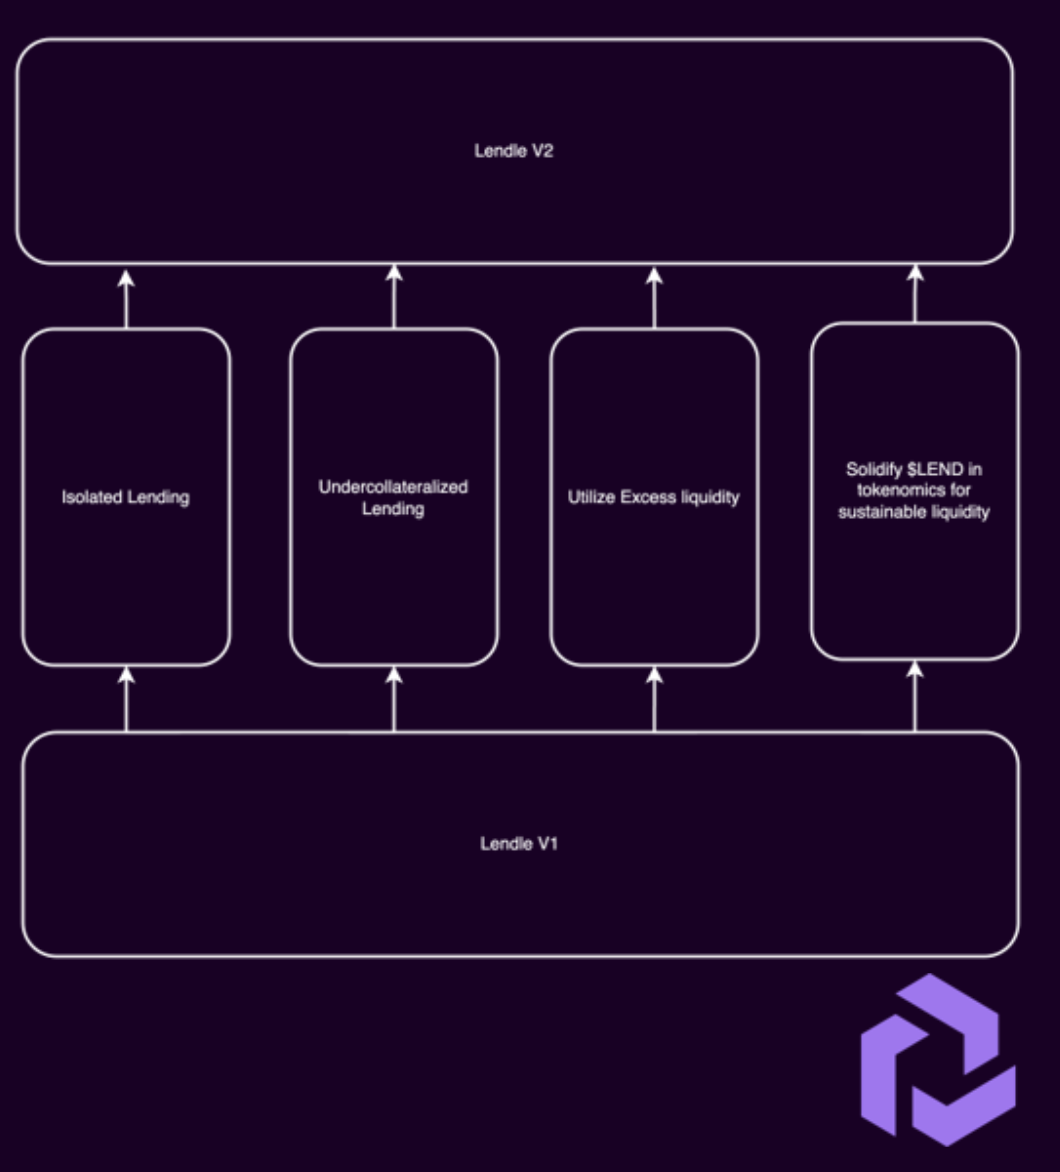 Lendle V2
Isolated Lending
Undercollateralized
Lending
Utilize Excess liquidity
Solidify $LEND in
tokenomics for
sustainable liquidity
Lendle V1